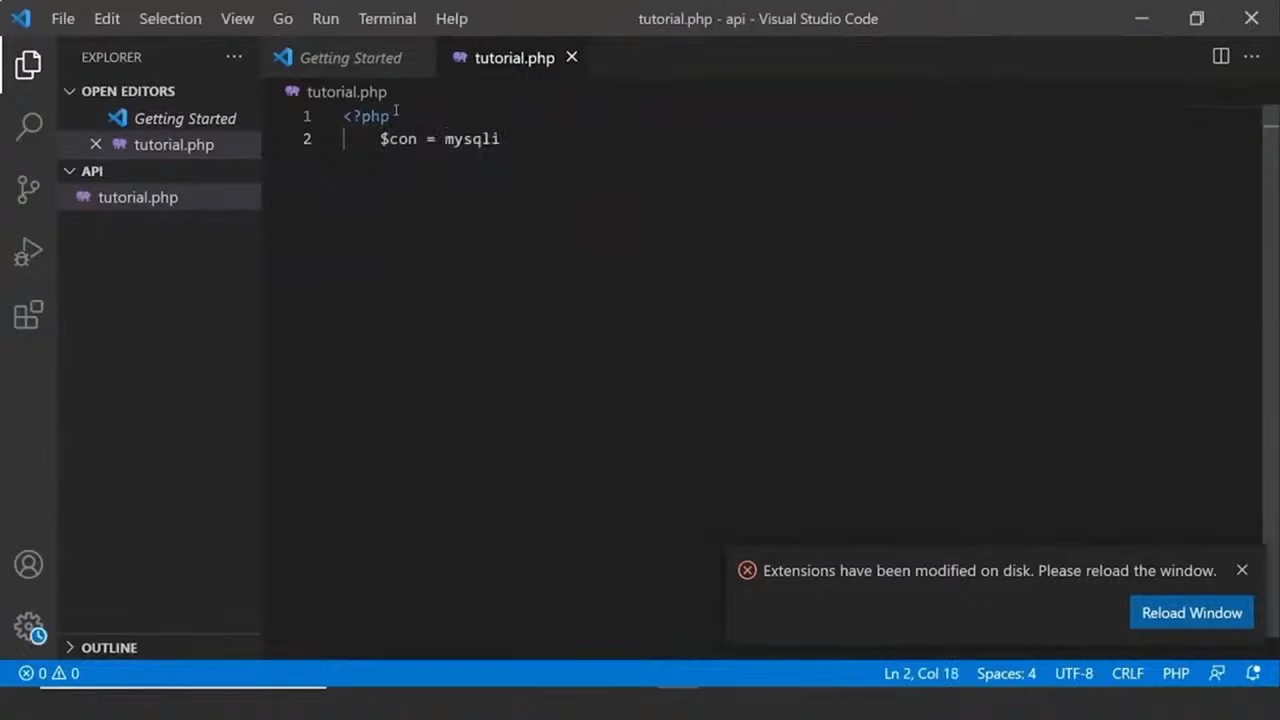 File Edit Selection View Go Run Terminal Help tutorial.php - api - Visual Studio Code
EXPLORER ··· Getting Started tutorial.php ···
OPEN EDITORS
Getting Started
tutorial.php
API
tutorial.php
OUTLINE
tutorial.php
1 <?php
2 $con = mysqli
Extensions have been modified on disk. Please reload the window.
Reload Window
0 0 Ln 2, Col 18 Spaces: 4 UTF-8 CRLF PHP